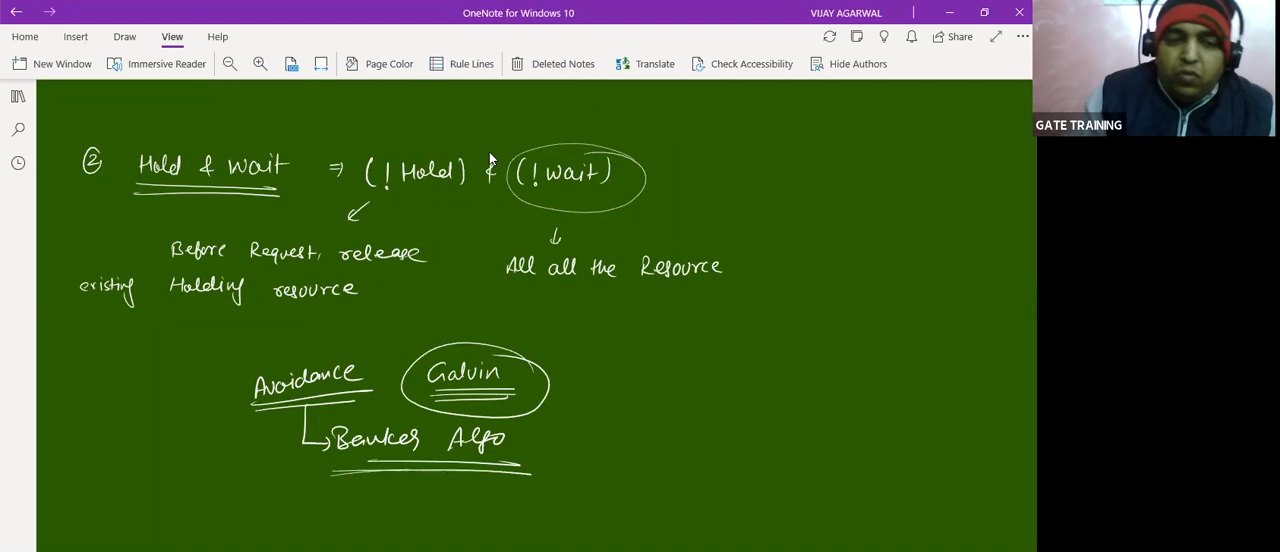 OneNote for Windows 10
VIJAY AGARWAL
Home Insert Draw View Help
Share
New Window Immersive Reader Page Color Rule Lines Deleted Notes Translate Check Accessibility Hide Authors
GATE TRAINING
② Hold & Wait ⇒ (! Hold) & (! Wait)
Before Request, release
existing Holding resource
All all the Resource
Avoidance Galvin
Bankes Algo